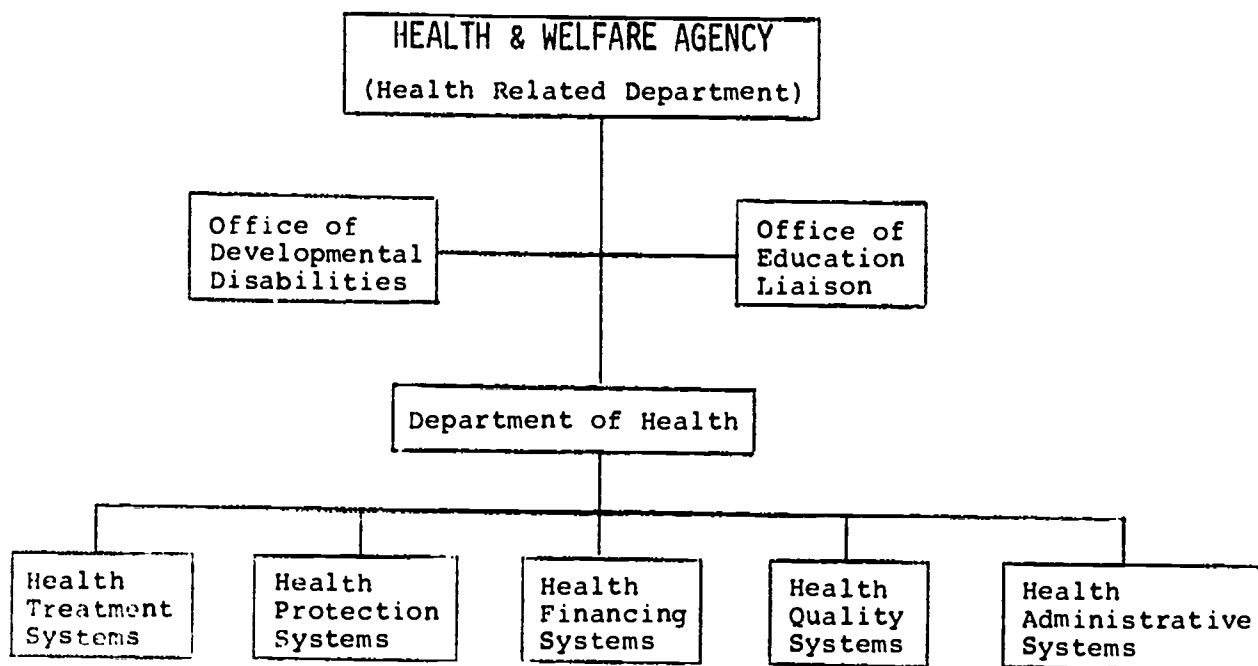 HEALTH & WELFARE AGENCY
(Health Related Department)
Office of
Developmental
Disabilities
Office of
Education
Liaison
Department of Health
Health
Treatment
Systems
Health
Protection
Systems
Health
Financing
Systems
Health
Quality
Systems
Health
Administrative
Systems